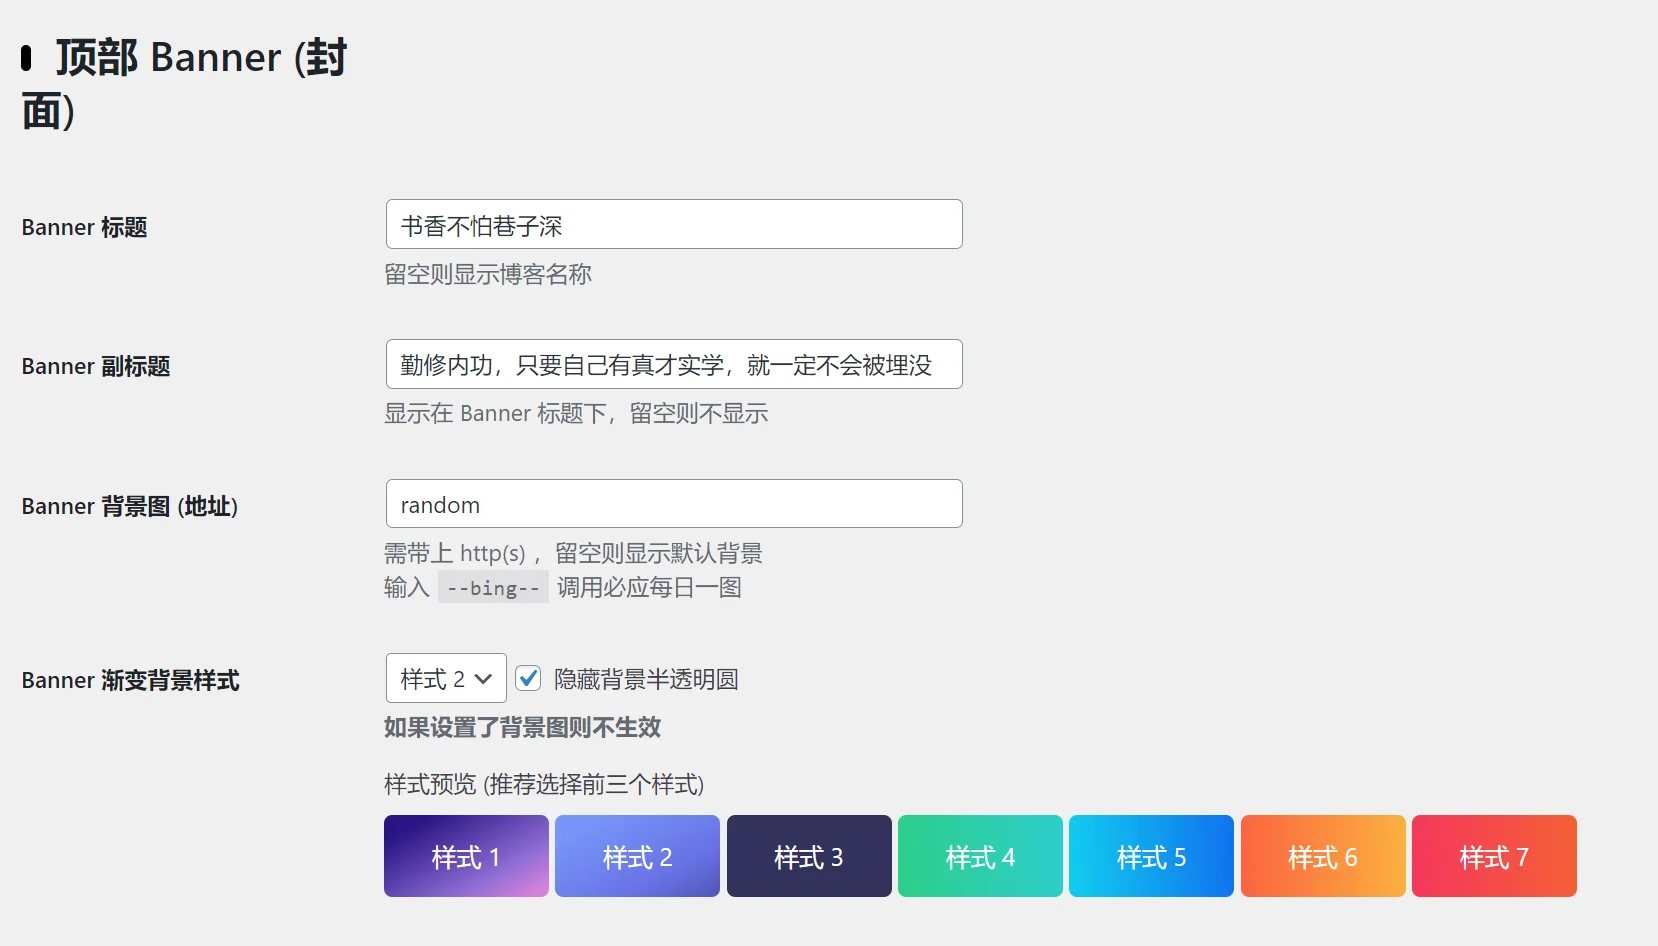 顶部 Banner (封
面)
Banner 标题
书香不怕巷子深
留空则显示博客名称
Banner 副标题
勤修内功，只要自己有真才实学，就一定不会被埋没
显示在 Banner 标题下，留空则不显示
Banner 背景图 (地址)
random
需带上 http(s) ，留空则显示默认背景
输入 --bing-- 调用必应每日一图
Banner 渐变背景样式
样式 2 隐藏背景半透明圆
如果设置了背景图则不生效
样式预览 (推荐选择前三个样式)
样式 1 样式 2 样式 3 样式 4 样式 5 样式 6 样式 7